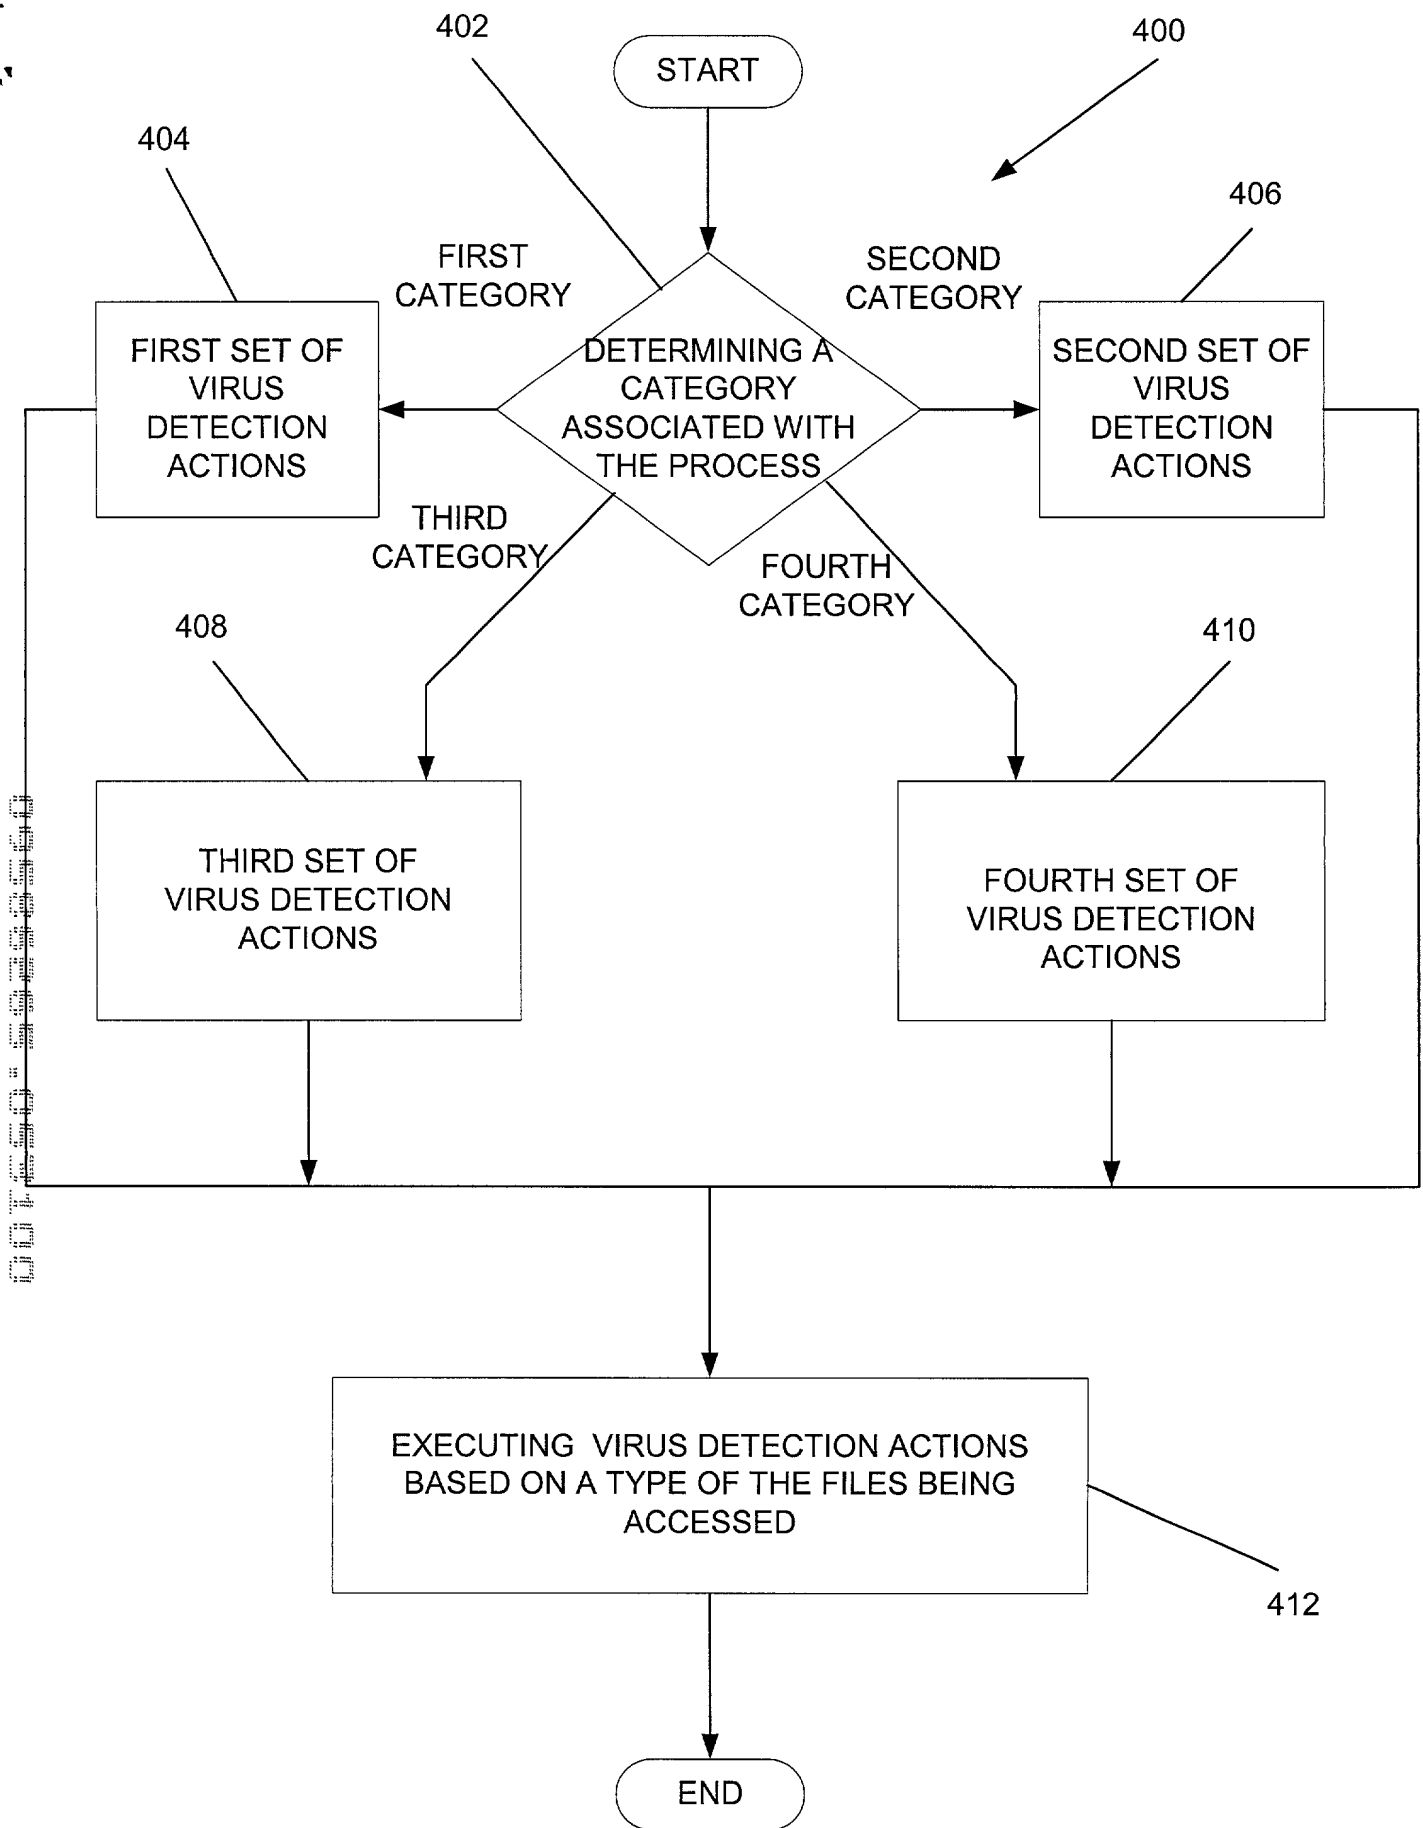 402
START
400
404
406
FIRST
CATEGORY
SECOND
CATEGORY
FIRST SET OF
VIRUS
DETECTION
ACTIONS
DETERMINING A
CATEGORY
ASSOCIATED WITH
THE PROCESS
SECOND SET OF
VIRUS
DETECTION
ACTIONS
THIRD
CATEGORY
FOURTH
CATEGORY
408
410
THIRD SET OF
VIRUS DETECTION
ACTIONS
FOURTH SET OF
VIRUS DETECTION
ACTIONS
EXECUTING VIRUS DETECTION ACTIONS
BASED ON A TYPE OF THE FILES BEING
ACCESSED
412
END